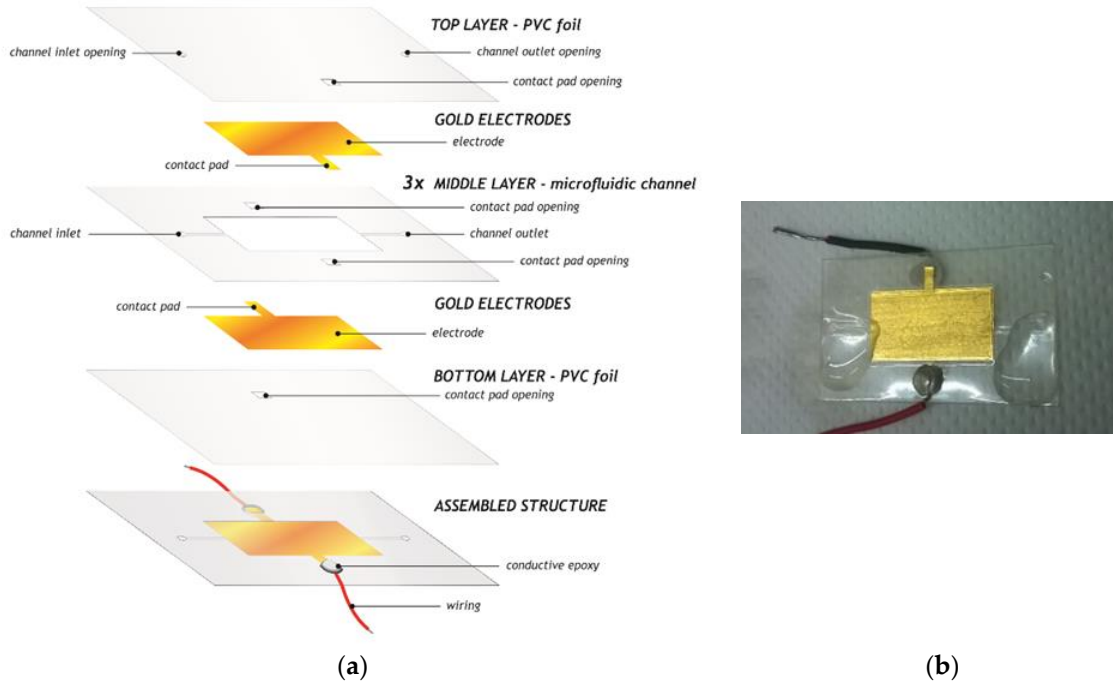 TOP LAYER - PVC foil
channel inlet opening
channel outlet opening
contact pad opening
GOLD ELECTRODES
electrode
contact pad
3x MIDDLE LAYER - microfluidic channel
contact pad opening
channel inlet
channel outlet
contact pad opening
GOLD ELECTRODES
contact pad
electrode
BOTTOM LAYER - PVC foil
contact pad opening
ASSEMBLED STRUCTURE
conductive epoxy
wiring
(a)
(b)